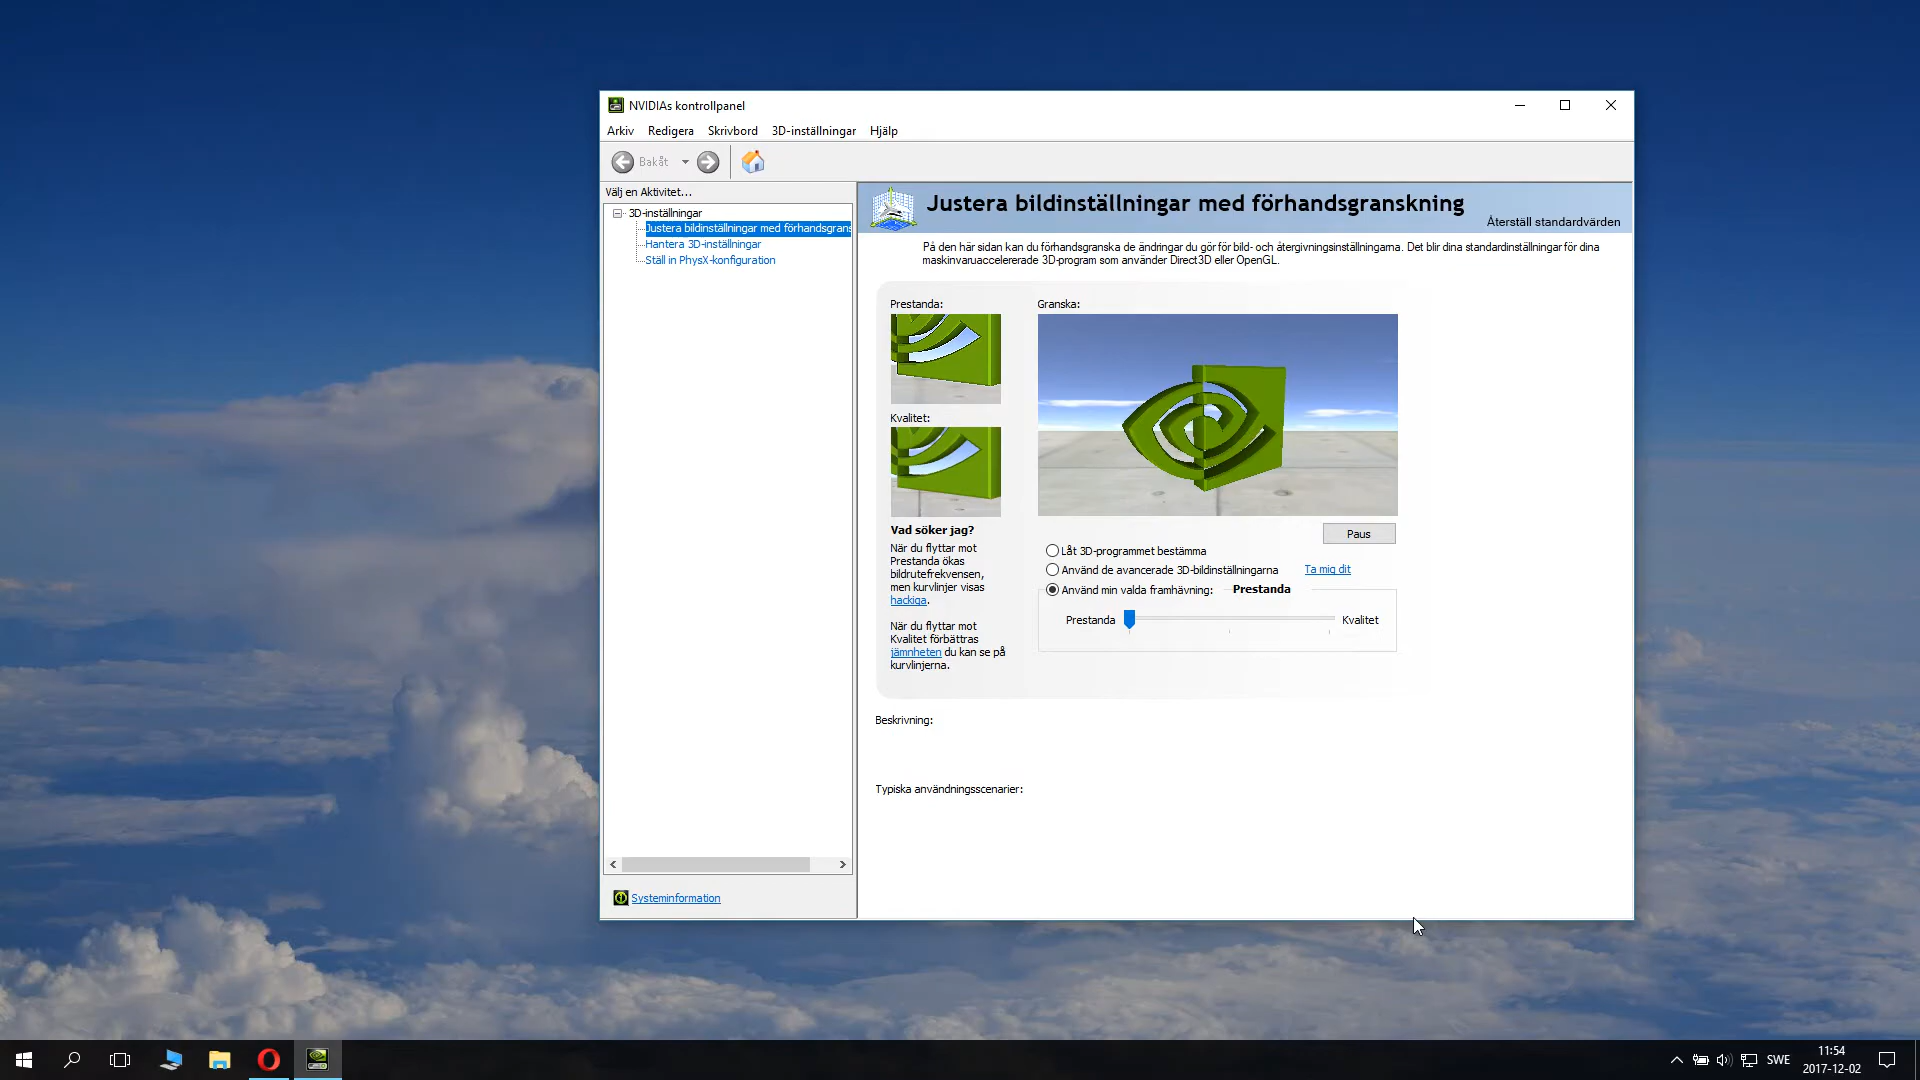 NVIDIAs kontrollpanel
Arkiv Redigera Skrivbord 3D-inställningar Hjälp
Bakåt
Välj en Aktivitet...
3D-inställningar
Justera bildinställningar med förhandsgrans
Hantera 3D-inställningar
Ställ in PhysX-konfiguration
Systeminformation
Justera bildinställningar med förhandsgranskning
Återställ standardvärden
På den här sidan kan du förhandsgranska de ändringar du gör för bild- och återgivningsinställningarna. Det blir dina standardinställningar för dina
maskinvaruaccelererade 3D-program som använder Direct3D eller OpenGL.
Prestanda:
Kvalitet:
Vad söker jag?
När du flyttar mot
Prestanda ökas
bildrutefrekvensen,
men kurvlinjer visas
hackiga.
När du flyttar mot
Kvalitet förbättras
jämnheten du kan se på
kurvlinjerna.
Granska:
Paus
Låt 3D-programmet bestämma
Använd de avancerade 3D-bildinställningarna Ta mig dit
Använd min valda framhävning: Prestanda
Prestanda Kvalitet
Beskrivning:
Typiska användningsscenarier:
SWE
11:54
2017-12-02